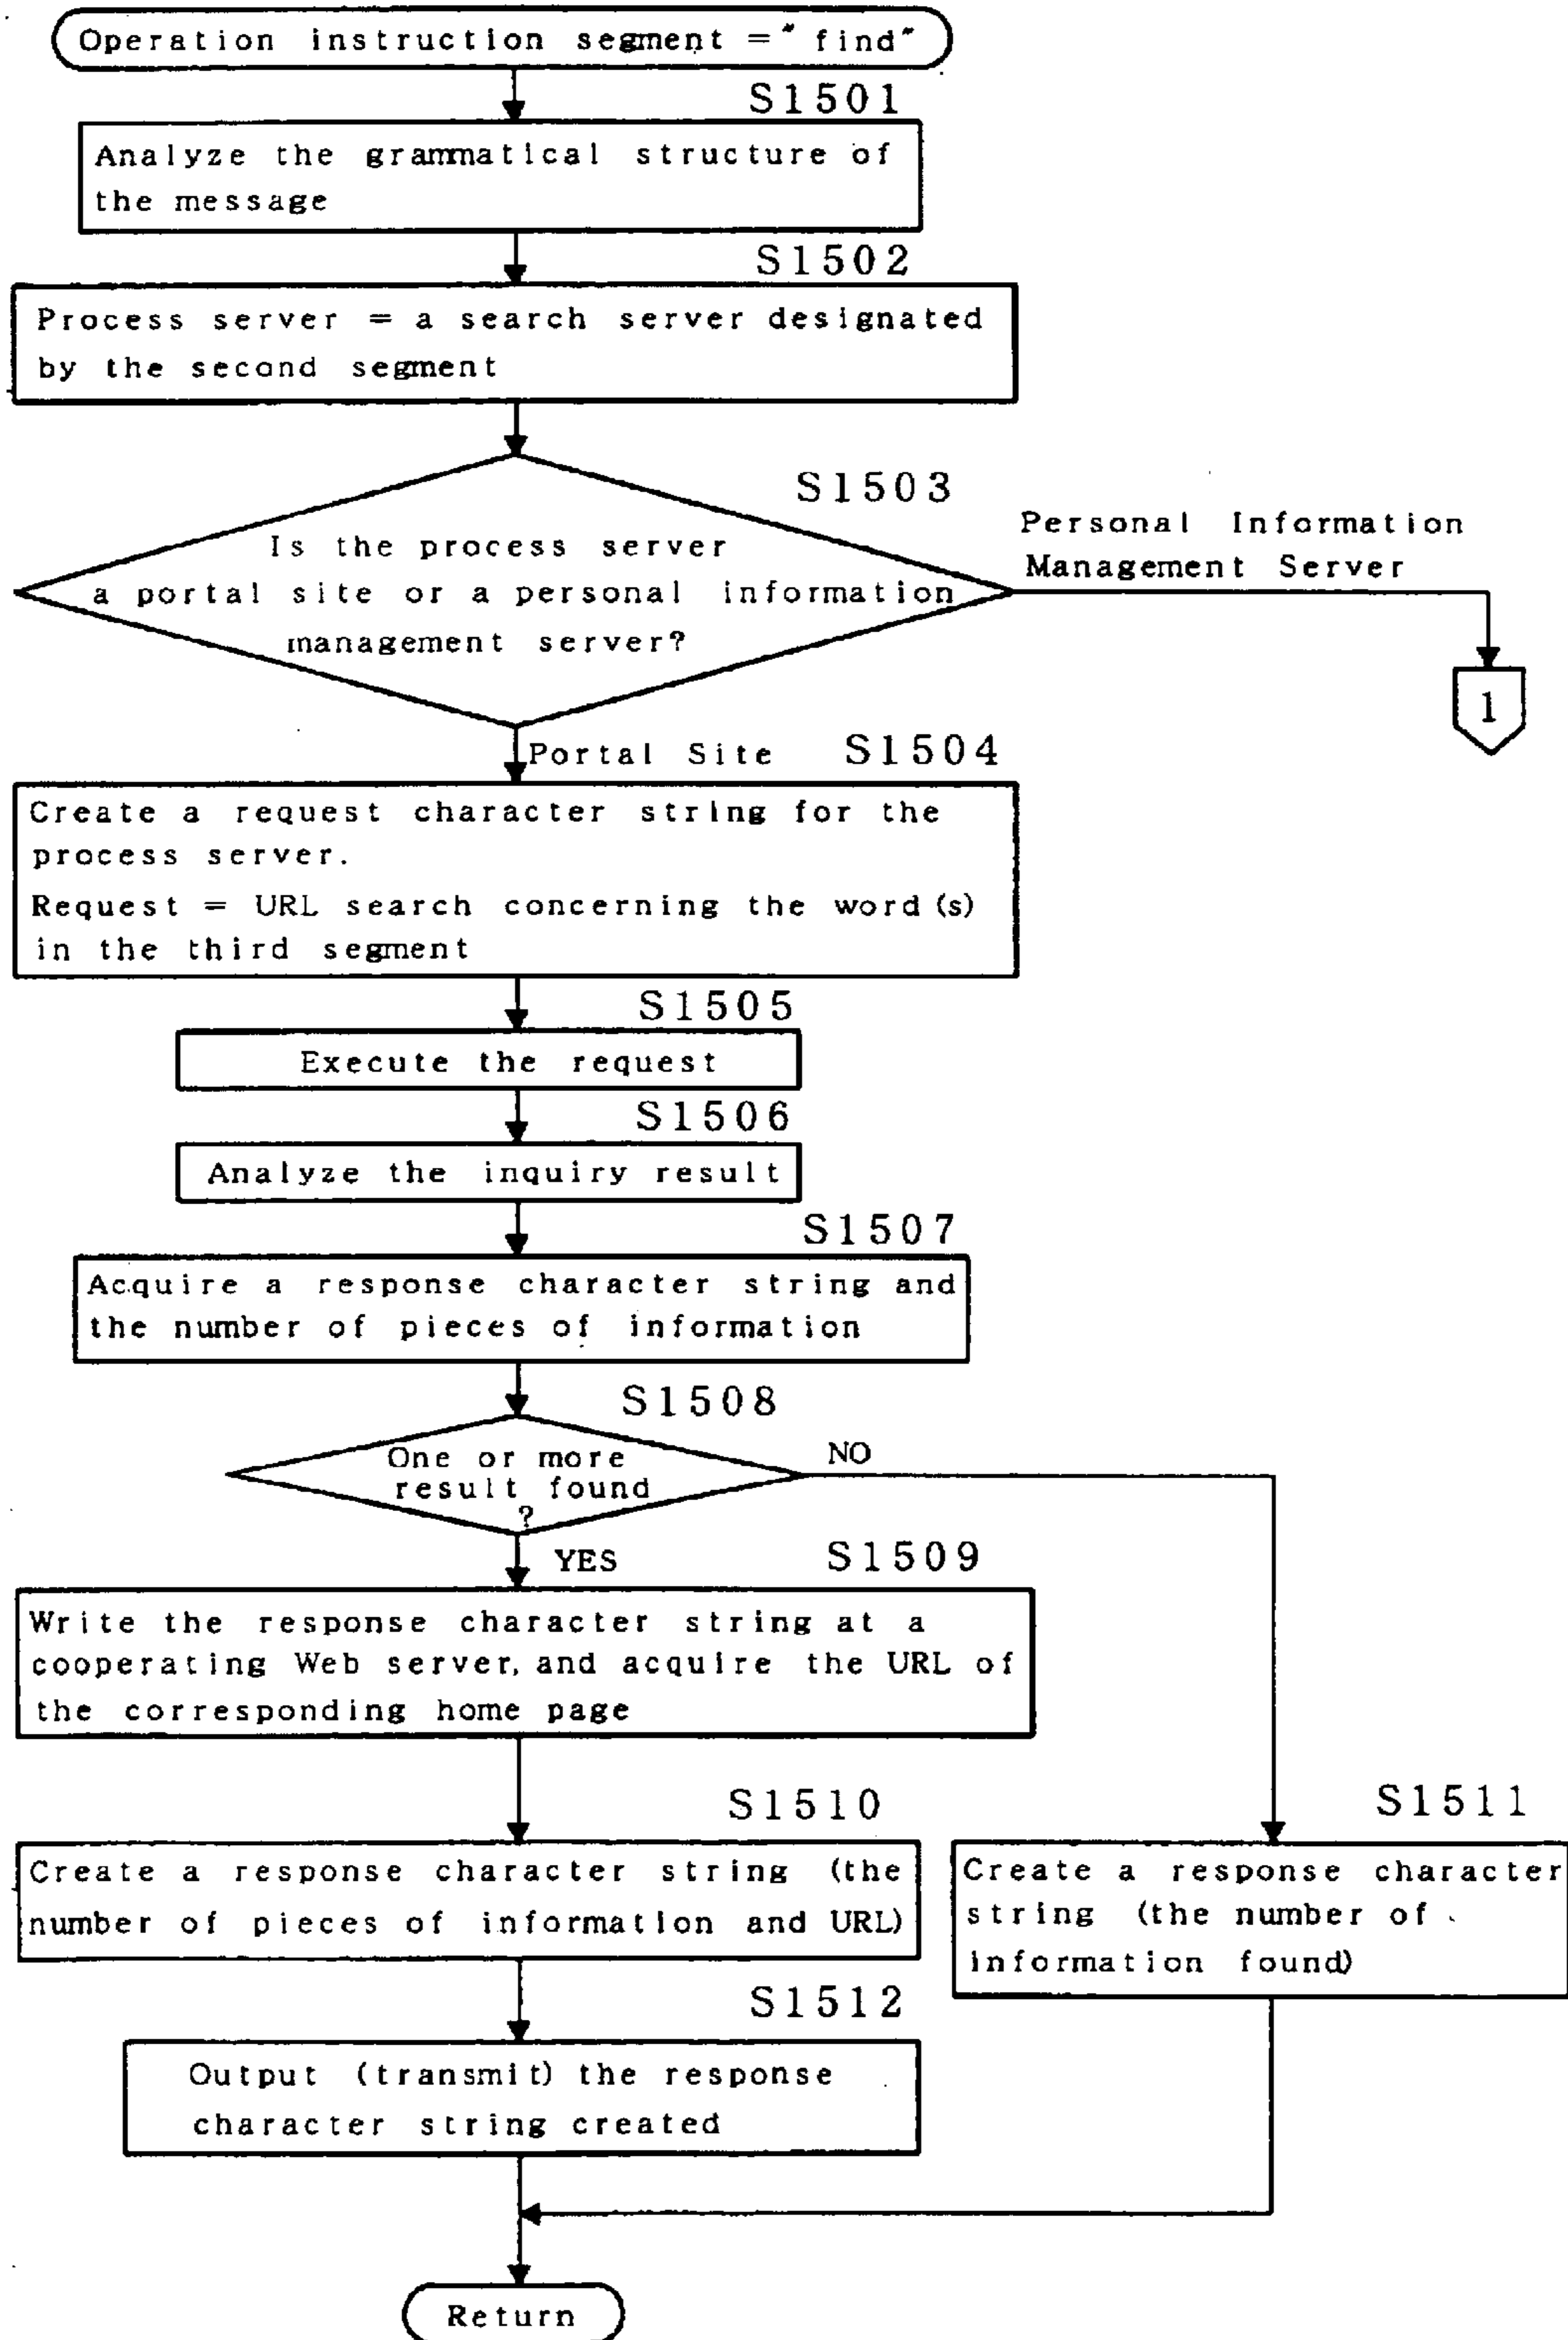 Operation instruction segment ="find"
S1501
Analyze the grammatical structure of
the message
S1502
Process server = a search server designated
by the second segment
S1503
Is the process server
a portal site or a personal information
management server?
Personal Information
Management Server
1
Portal Site
S1504
Create a request character string for the
process server.
Request = URL search concerning the word(s)
in the third segment
S1505
Execute the request
S1506
Analyze the inquiry result
S1507
Acquire a response character string and
the number of pieces of information
S1508
One or more
result found
?
NO
YES
S1509
Write the response character string at a
cooperating Web server, and acquire the URL of
the corresponding home page
S1510
Create a response character string (the
number of pieces of information and URL)
S1511
Create a response character
string (the number of
information found)
S1512
Output (transmit) the response
character string created
Return